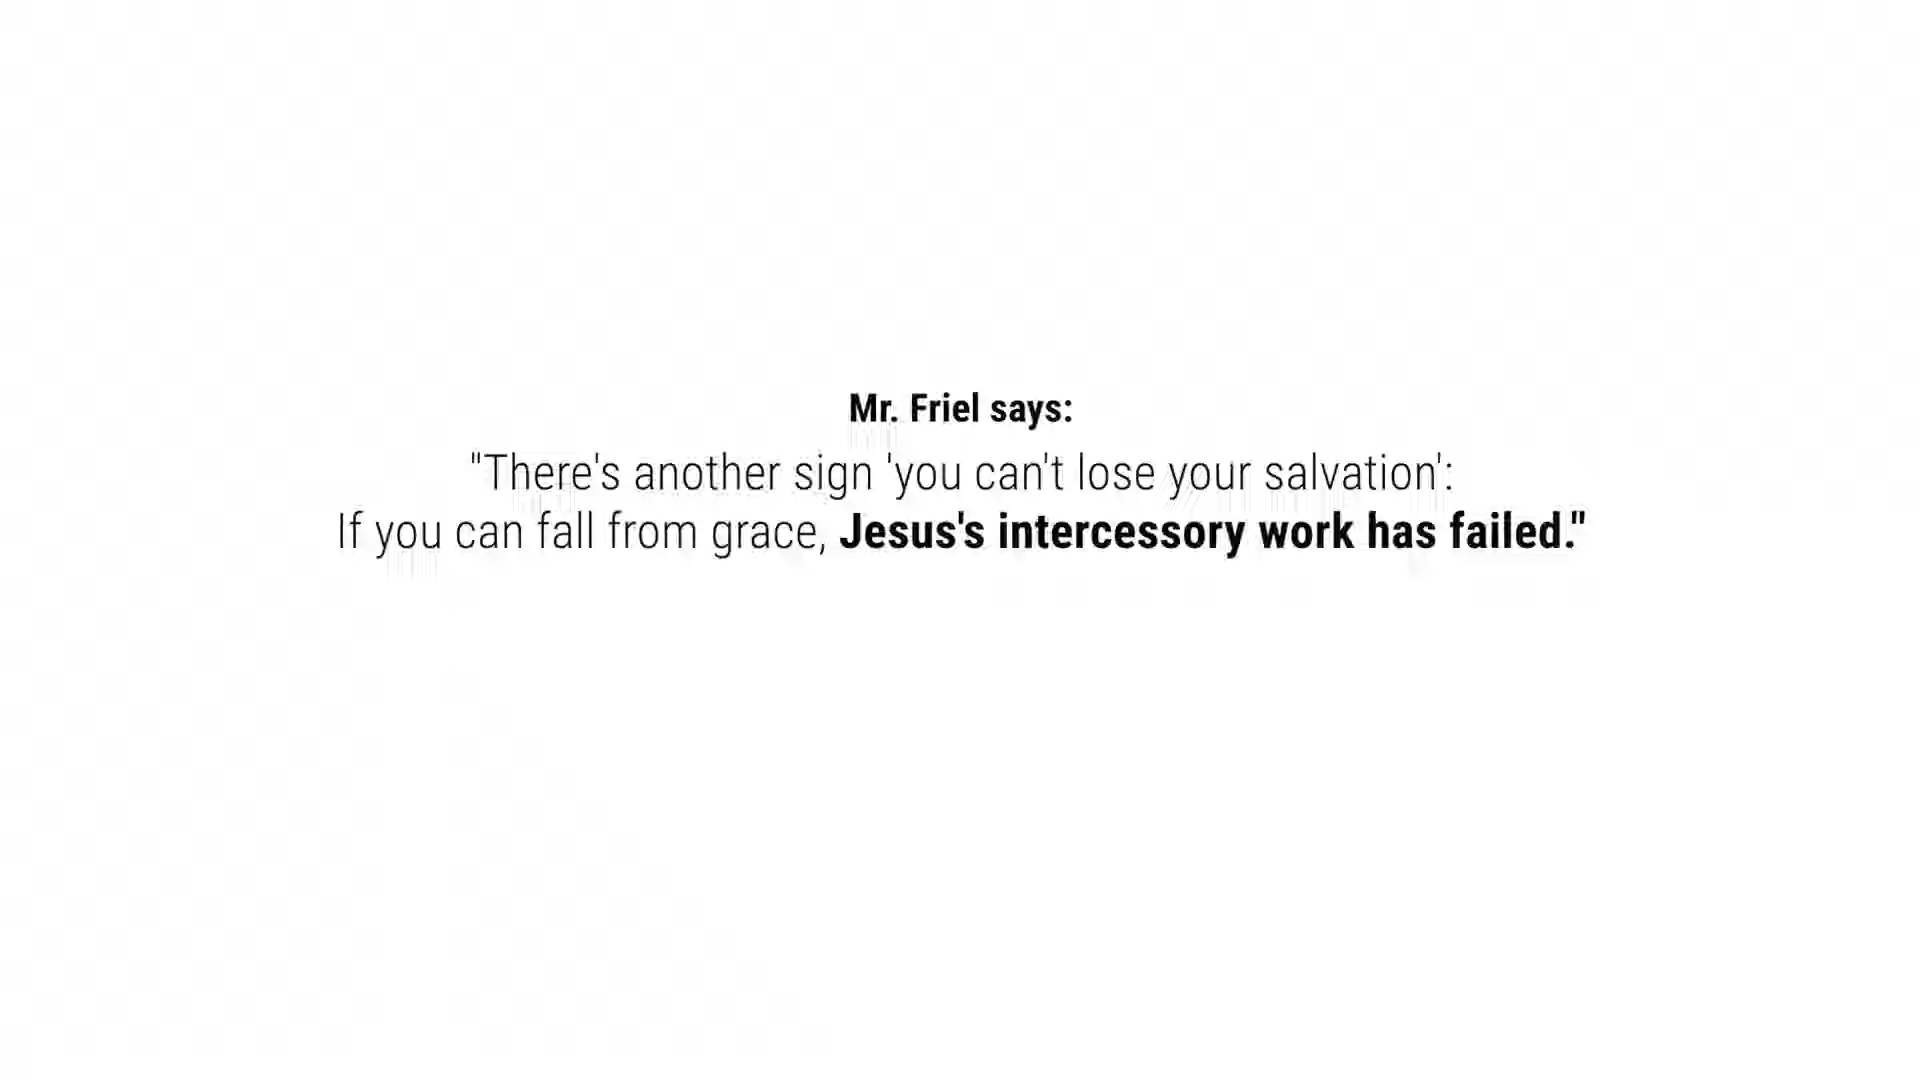 Mr. Friel says:
"There's another sign 'you can't lose your salvation':
If you can fall from grace, Jesus's intercessory work has failed."